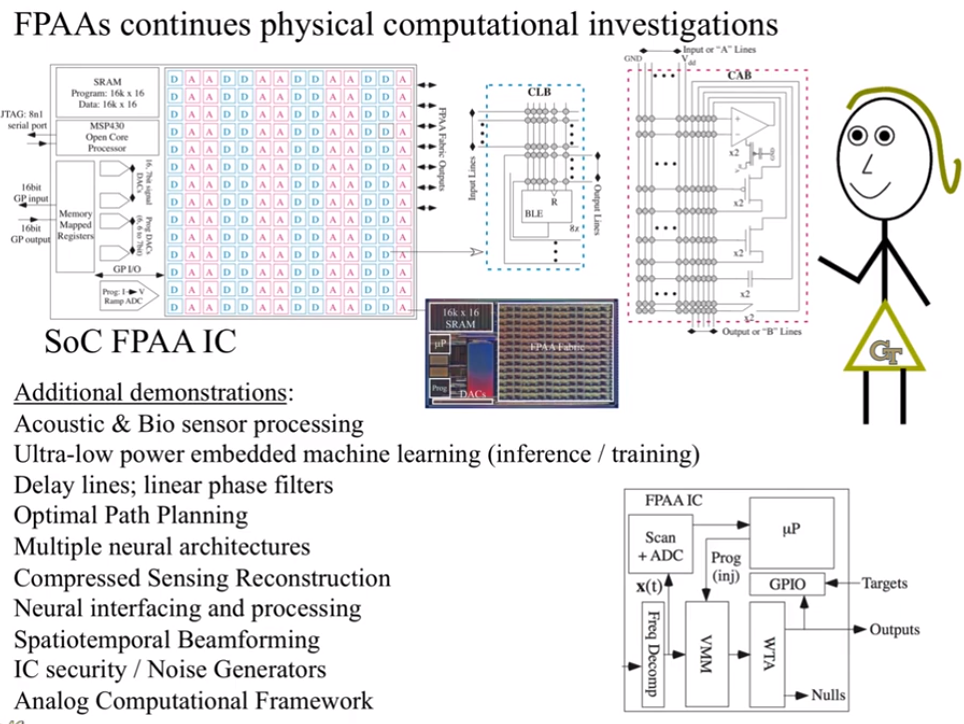 FPAAs continues physical computational investigations
SRAM
Program: 16k x 16
Data: 16k x 16
JTAG: 8n1
serial port
MSP430
Open Core
Processor
16bit
GP input
16bit
GP output
Memory
Mapped
Registers
16, 7bit signal
DACs
Prog DACs
(6, 6 to 7bits)
GP I/O
Prog: I V
Ramp ADC
D A A D D A A D D A A D D A
D A A D D A A D D A A D D A
D A A D D A A D D A A D D A
D A A D D A A D D A A D D A
D A A D D A A D D A A D D A
D A A D D A A D D A A D D A
D A A D D A A D D A A D D A
D A A D D A A D D A A D D A
D A A D D A A D D A A D D A
D A A D D A A D D A A D D A
D A A D D A A D D A A D D A
D A A D D A A D D A A D D A
D A A D D A A D D A A D D A
D A A D D A A D D A A D D A
FPAA Fabric Outputs
CLB
Input Lines
Output Lines
R
BLE
8x
Input or "A" Lines
GND
Vdd
CAB
x2
x2
x2
x2
x2
Output or "B" Lines
GT
SoC FPAA IC
16k x 16
SRAM
µP
Prog
DACs
FPAA Fabric
Additional demonstrations:
Acoustic & Bio sensor processing
Ultra-low power embedded machine learning (inference / training)
Delay lines; linear phase filters
Optimal Path Planning
Multiple neural architectures
Compressed Sensing Reconstruction
Neural interfacing and processing
Spatiotemporal Beamforming
IC security / Noise Generators
Analog Computational Framework
FPAA IC
Scan
+ ADC
µP
Prog
(inj)
x(t)
GPIO
Targets
Freq Decomp
VMM
WTA
Outputs
Nulls